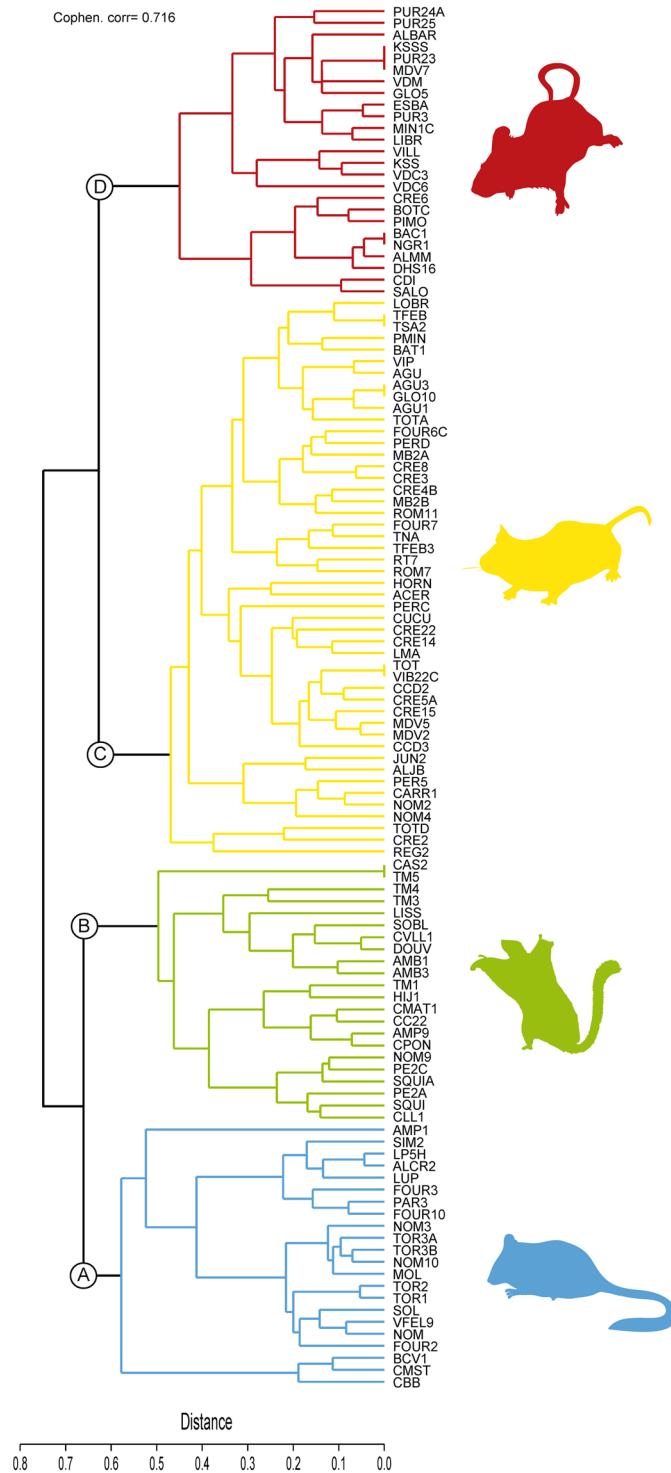 Cophen. corr= 0.716
PUR24A
PUR25
ALBAR
KSSS
PUR23
MDV7
VDM
GLO5
ESBA
PUR3
MIN1C
LIBR
VILL
KSS
VDC3
VDC6
D
CRE6
BOTC
PIMO
BAC1
NGR1
ALMM
DHS16
CDI
SALO
LOBR
TFEB
TSA2
PMIN
BAT1
VIP
AGU
AGU3
GLO10
AGU1
TOTA
FOUR6C
PERD
MB2A
CRE8
CRE3
CRE4B
MB2B
ROM11
FOUR7
TNA
TFEB3
RT7
ROM7
HORN
ACER
PERC
CUCU
CRE22
CRE14
LMA
TOT
VIB22C
CCD2
CRE5A
CRE15
MDV5
MDV2
CCD3
C
JUN2
ALJB
PER5
CARR1
NOM2
NOM4
TOTD
CRE2
REG2
CAS2
TM5
TM4
TM3
LISS
B
SOBL
CVLL1
DOUV
AMB1
AMB3
TM1
HIJ1
CMAT1
CC22
AMP9
CPON
NOM9
PE2C
SQUIA
PE2A
SQUI
CLL1
AMP1
SIM2
LP5H
ALCR2
LUP
FOUR3
PAR3
FOUR10
NOM3
TOR3A
TOR3B
NOM10
MOL
A
TOR2
TOR1
SOL
VFEL9
NOM
FOUR2
BCV1
CMST
CBB
Distance
0.8 0.7 0.6 0.5 0.4 0.3 0.2 0.1 0.0